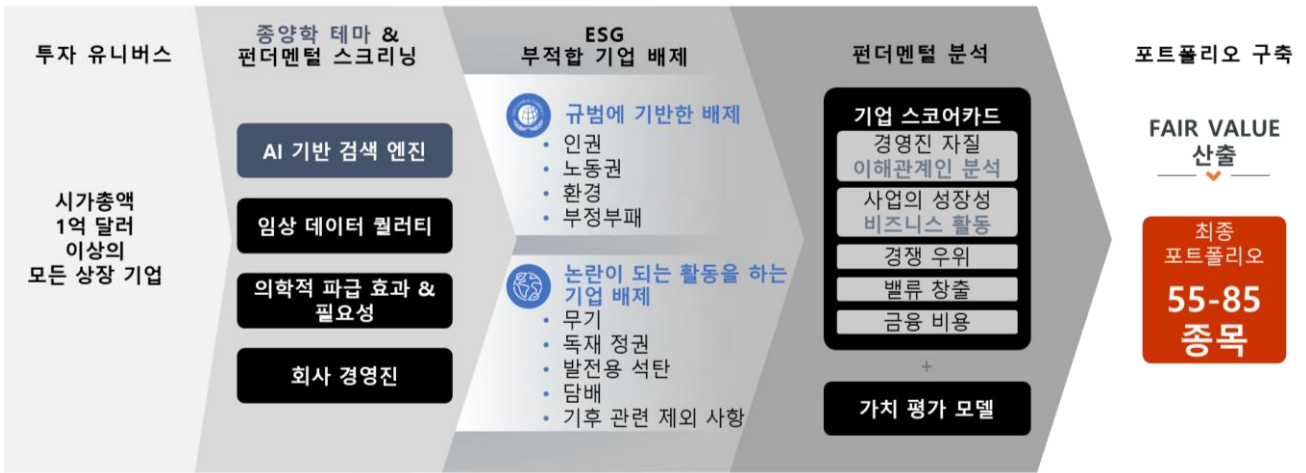 투자 유니버스
시가총액
1억 달러
이상의
모든 상장 기업
종양학 테마 &
펀더멘털 스크리닝
AI 기반 검색 엔진
임상 데이터 퀄러티
의학적 파급 효과 &
필요성
회사 경영진
ESG
부적합 기업 배제
규범에 기반한 배제
• 인권
• 노동권
• 환경
• 부정부패
논란이 되는 활동을 하는
기업 배제
• 무기
• 독재 정권
• 발전용 석탄
• 담배
• 기후 관련 제외 사항
펀더멘털 분석
기업 스코어카드
경영진 자질
이해관계인 분석
사업의 성장성
비즈니스 활동
경쟁 우위
밸류 창출
금융 비용
+
가치 평가 모델
포트폴리오 구축
FAIR VALUE
산출
최종
포트폴리오
55-85
종목